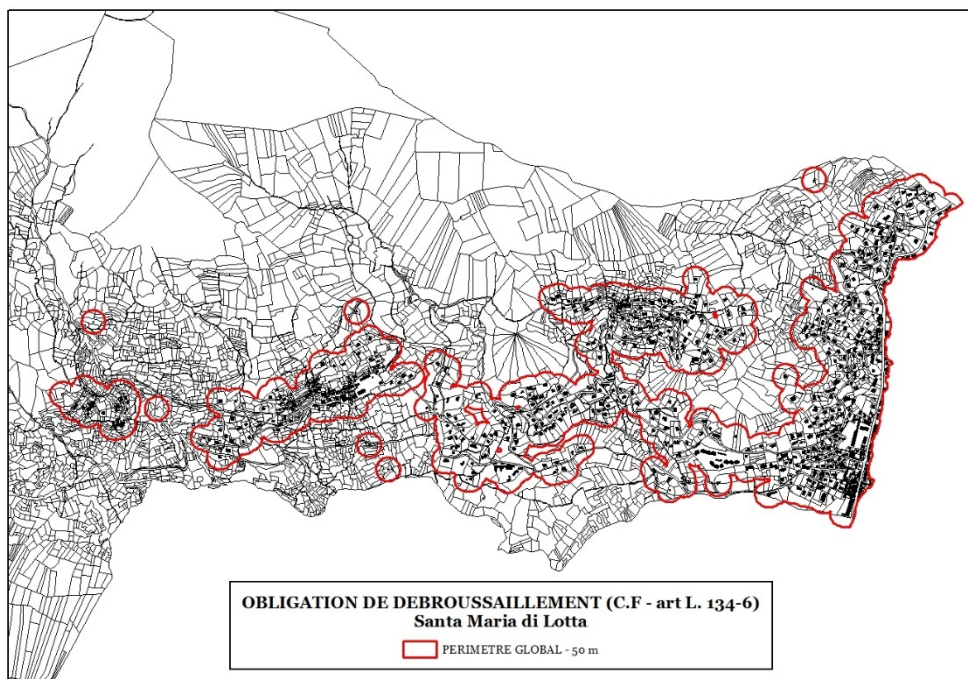 OBLIGATION DE DEBROUSSAILLEMENT (C.F - art L. 134-6)
Santa Maria di Lotta
PERIMETRE GLOBAL - 50 m